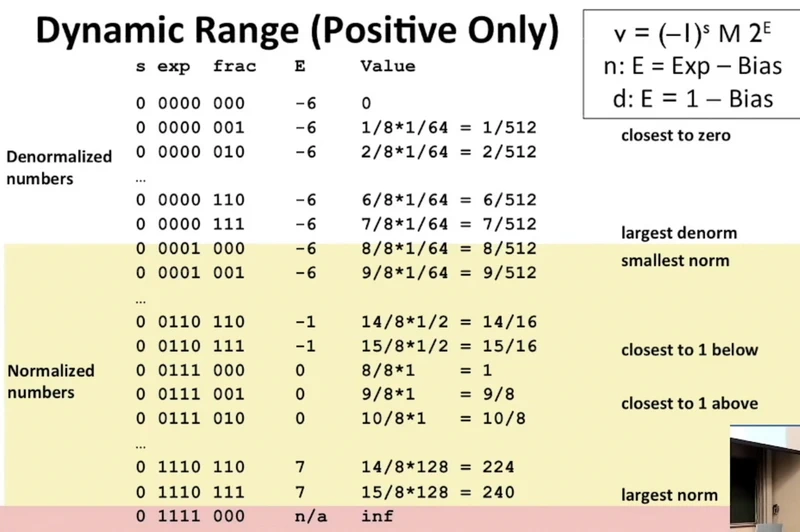 Dynamic Range (Positive Only)
v = (–1)ˢ M 2ᴱ
n: E = Exp – Bias
d: E = 1 – Bias
s exp frac E Value
0 0000 000 -6 0
0 0000 001 -6 1/8*1/64 = 1/512 closest to zero
0 0000 010 -6 2/8*1/64 = 2/512
Denormalized
numbers
…
0 0000 110 -6 6/8*1/64 = 6/512
0 0000 111 -6 7/8*1/64 = 7/512 largest denorm
0 0001 000 -6 8/8*1/64 = 8/512 smallest norm
0 0001 001 -6 9/8*1/64 = 9/512
…
0 0110 110 -1 14/8*1/2 = 14/16
0 0110 111 -1 15/8*1/2 = 15/16 closest to 1 below
Normalized
numbers
0 0111 000 0 8/8*1 = 1
0 0111 001 0 9/8*1 = 9/8 closest to 1 above
0 0111 010 0 10/8*1 = 10/8
…
0 1110 110 7 14/8*128 = 224
0 1110 111 7 15/8*128 = 240 largest norm
0 1111 000 n/a inf